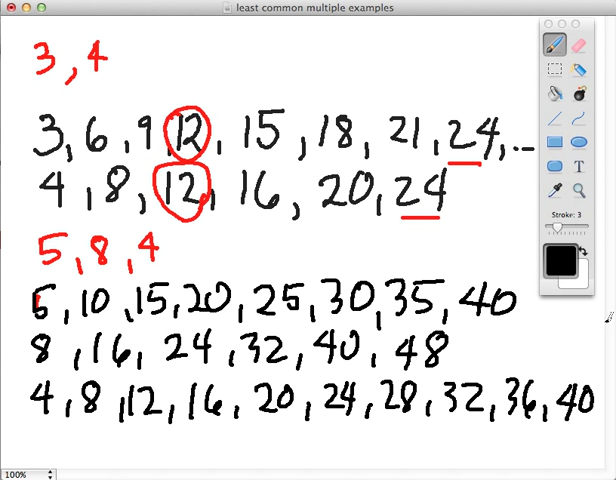 least common multiple examples
3, 4
3, 6, 9, 12, 15, 18, 21, 24, ...
4, 8, 12, 16, 20, 24
5, 8, 4
5, 10, 15, 20, 25, 30, 35, 40
8, 16, 24, 32, 40, 48
4, 8, 12, 16, 20, 24, 28, 32, 36, 40
T
Stroke: 3
100%